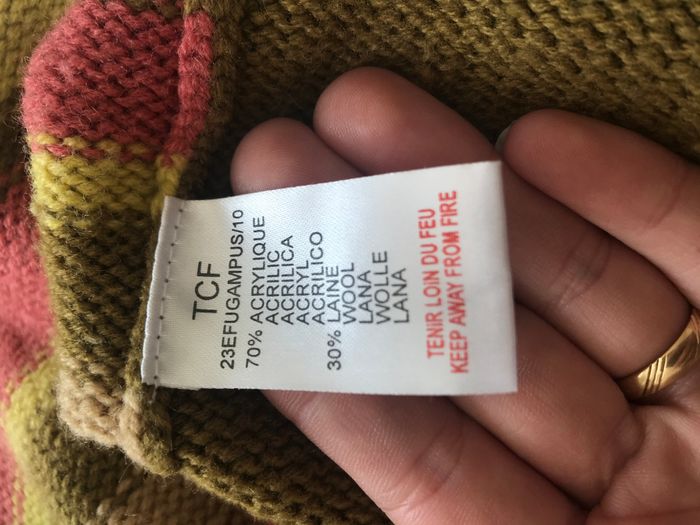 TCF
23EFUGAMPUS/10
70% ACRYLIQUE
ACRILIC
ACRILICA
ACRYL
ACRILICO
30% LAINE
WOOL
LANA
WOLLE
LANA
TENIR LOIN DU FEU
KEEP AWAY FROM FIRE